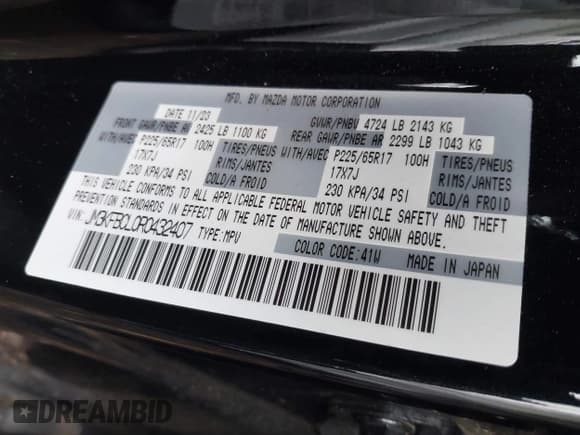 MFD. BY MAZDA MOTOR CORPORATION
DATE 11/23 GVWR/PNBV 4724 LB 2143 KG
FRONT GAWR/PNBE AV 2425 LB 1100 KG REAR GAWR/PNBE AR 2299 LB 1043 KG
WITH/AVEC P225/65R17 100H TIRES/PNEUS WITH/AVEC P225/65R17 100H TIRES/PNEUS
17X7J RIMS/JANTES 17X7J RIMS/JANTES
230 KPA/34 PSI COLD/A FROID 230 KPA/34 PSI COLD/A FROID
THIS VEHICLE CONFORMS TO ALL APPLICABLE FEDERAL MOTOR VEHICLE SAFETY AND THEFT
PREVENTION STANDARDS IN EFFECT ON THE DATE OF MANUFACTURE SHOWN ABOVE.
VIN: JM3KFBCL0R0432407 TYPE:MPV
COLOR CODE:41W MADE IN JAPAN
DREAMBID